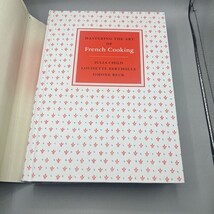 MASTERING THE ART
OF
French Cooking
JULIA CHILD
LOUISETTE BERTHOLLE
SIMONE BECK